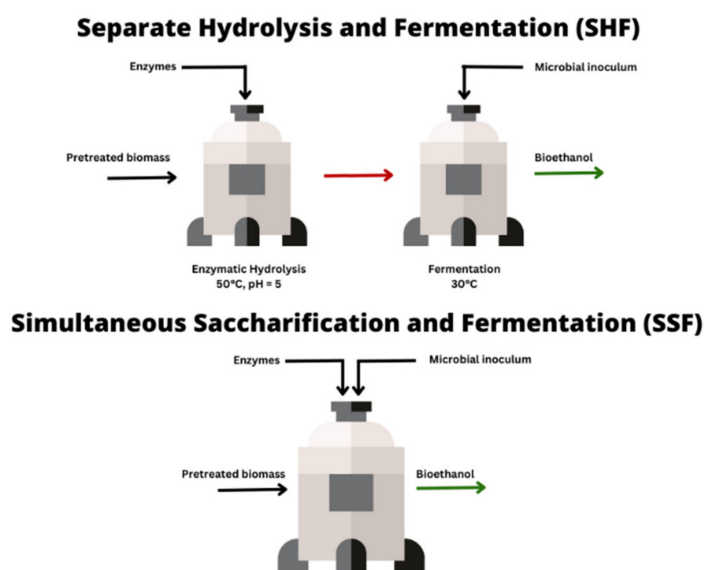 Separate Hydrolysis and Fermentation (SHF)
Enzymes
Microbial inoculum
Pretreated biomass
Bioethanol
Enzymatic Hydrolysis
50°C, pH = 5
Fermentation
30°C
Simultaneous Saccharification and Fermentation (SSF)
Enzymes
Microbial inoculum
Pretreated biomass
Bioethanol